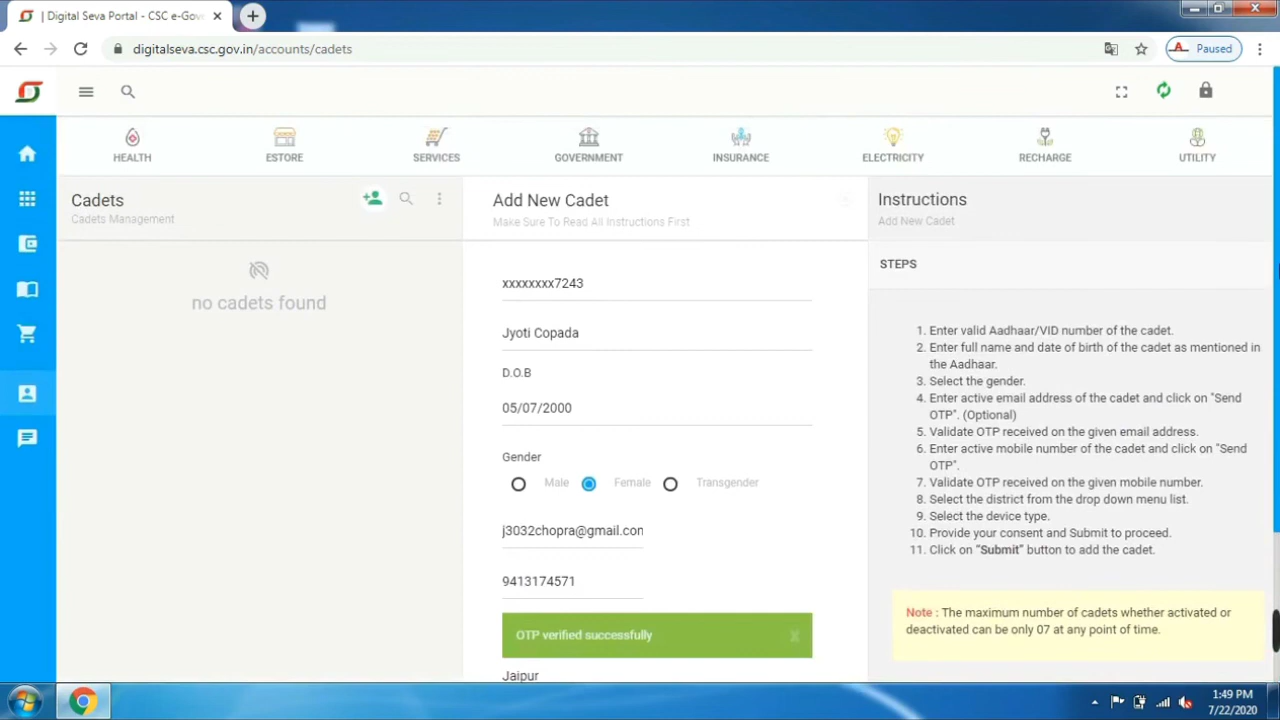 | Digital Seva Portal - CSC e-Gov
digitalseva.csc.gov.in/accounts/cadets
Paused
HEALTH
ESTORE
SERVICES
GOVERNMENT
INSURANCE
ELECTRICITY
RECHARGE
UTILITY
Cadets
Cadets Management
no cadets found
Add New Cadet
Make Sure To Read All Instructions First
xxxxxxxx7243
Jyoti Copada
D.O.B
05/07/2000
Gender
Male Female Transgender
j3032chopra@gmail.con
9413174571
OTP verified successfully x
Jaipur
Instructions
Add New Cadet
STEPS
1. Enter valid Aadhaar/VID number of the cadet.
2. Enter full name and date of birth of the cadet as mentioned in
the Aadhaar.
3. Select the gender.
4. Enter active email address of the cadet and click on "Send
OTP". (Optional)
5. Validate OTP received on the given email address.
6. Enter active mobile number of the cadet and click on "Send
OTP".
7. Validate OTP received on the given mobile number.
8. Select the district from the drop down menu list.
9. Select the device type.
10. Provide your consent and Submit to proceed.
11. Click on “Submit” button to add the cadet.
Note : The maximum number of cadets whether activated or
deactivated can be only 07 at any point of time.
1:49 PM
7/22/2020